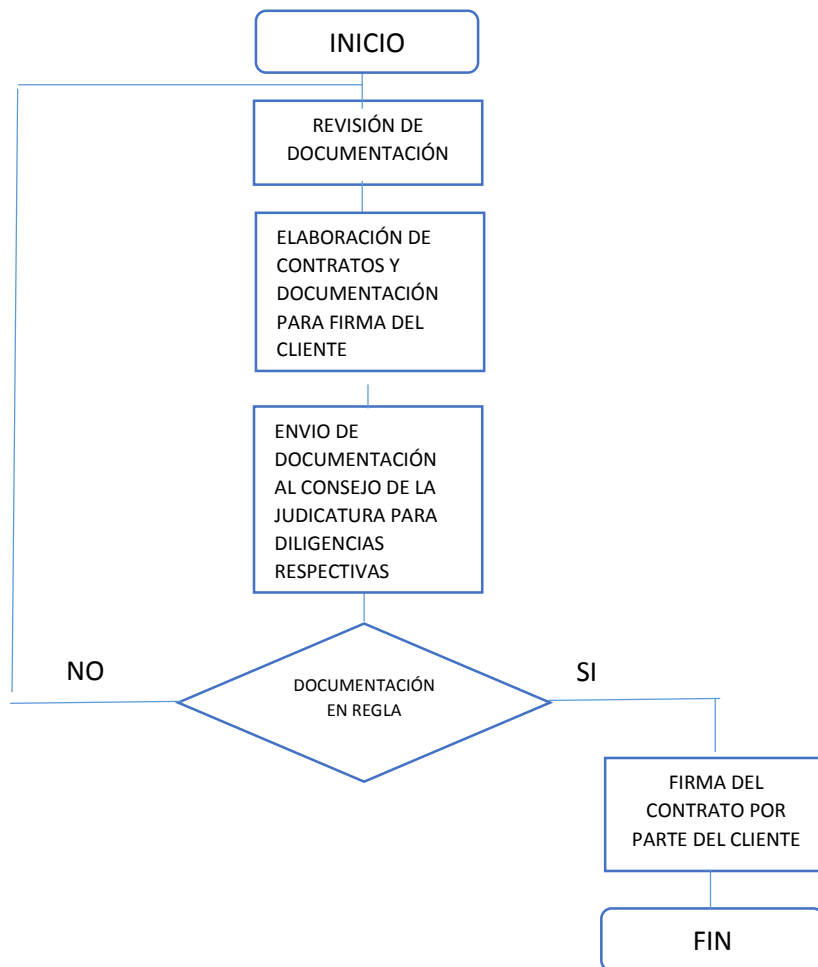 INICIO
REVISIÓN DE
DOCUMENTACIÓN
ELABORACIÓN DE
CONTRATOS Y
DOCUMENTACIÓN
PARA FIRMA DEL
CLIENTE
ENVIO DE
DOCUMENTACIÓN
AL CONSEJO DE LA
JUDICATURA PARA
DILIGENCIAS
RESPECTIVAS
NO
DOCUMENTACIÓN
EN REGLA
SI
FIRMA DEL
CONTRATO POR
PARTE DEL CLIENTE
FIN